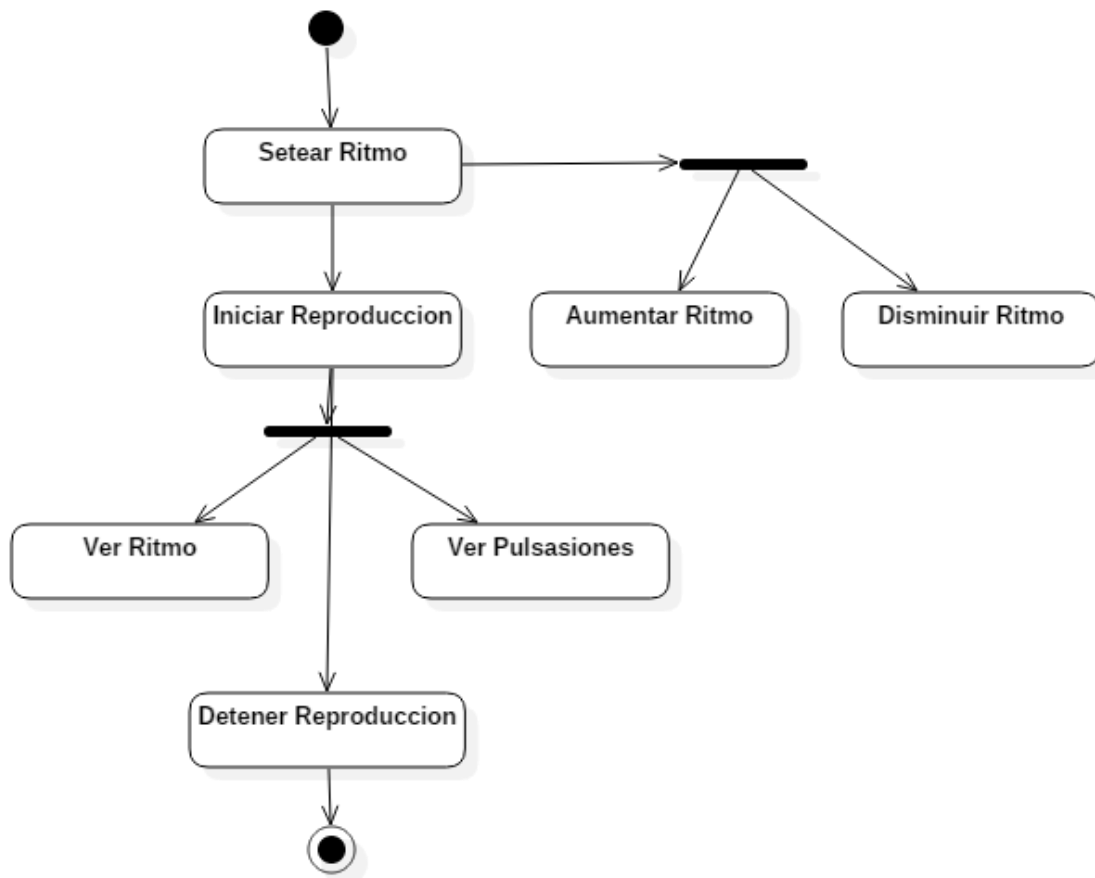 Setear Ritmo
Iniciar Reproduccion
Aumentar Ritmo
Disminuir Ritmo
Ver Ritmo
Ver Pulsasiones
Detener Reproduccion